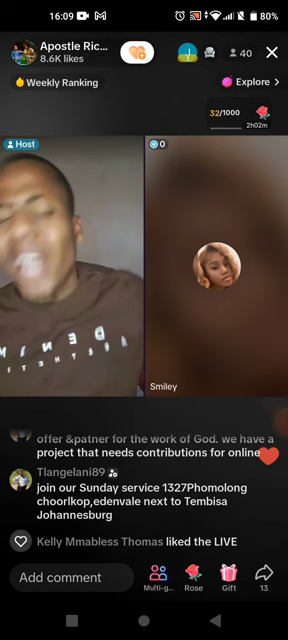 16:09
80%
Apostle Ric...
8.6K likes
40
Weekly Ranking
Explore >
32/1000
2h02m
Host
0
Smiley
offer &patner for the work of God. we have a
project that needs contributions for online
Tlangelani89
join our Sunday service 1327Phomolong
choorlkop,edenvale next to Tembisa
Johannesburg
Kelly Mmabless Thomas liked the LIVE
Add comment
Multi-g...
Rose
Gift
13